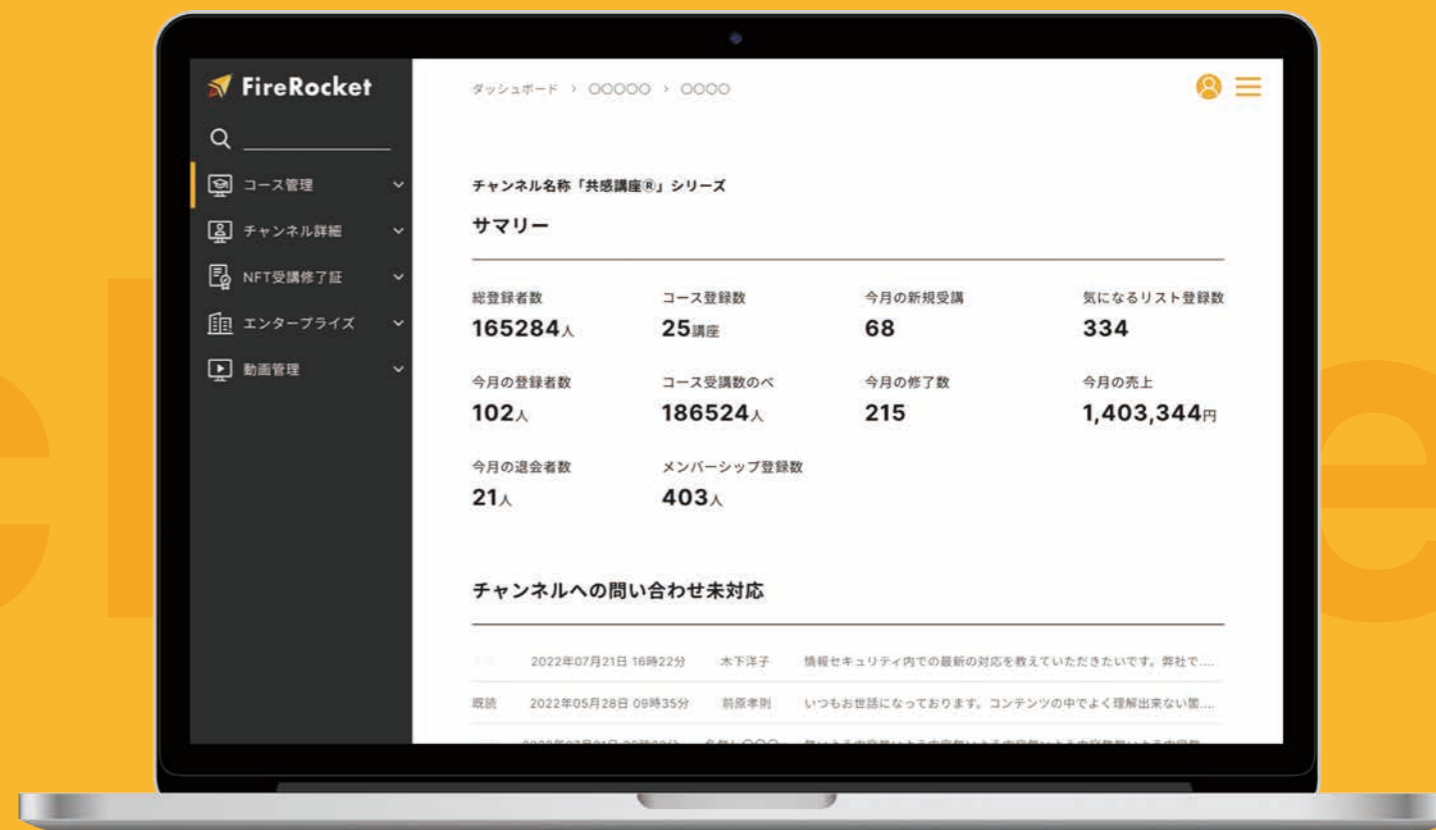 FireRocket
コース管理
チャンネル詳細
NFT受講修了証
エンタープライズ
動画管理
ダッシュボード › 〇〇〇〇〇 › 〇〇〇〇
チャンネル名称「共感講座®」シリーズ
サマリー
総登録者数 コース登録数 今月の新規受講 気になるリスト登録数
165284人 25講座 68 334
今月の登録者数 コース受講数のべ 今月の修了数 今月の売上
102人 186524人 215 1,403,344円
今月の退会者数 メンバーシップ登録数
21人 403人
チャンネルへの問い合わせ未対応
2022年07月21日 16時22分 木下洋子 情報セキュリティ内での最新の対応を教えていただきたいです。弊社で....
既読 2022年05月28日 09時35分 前原孝則 いつもお世話になっております。コンテンツの中でよく理解出来ない箇....